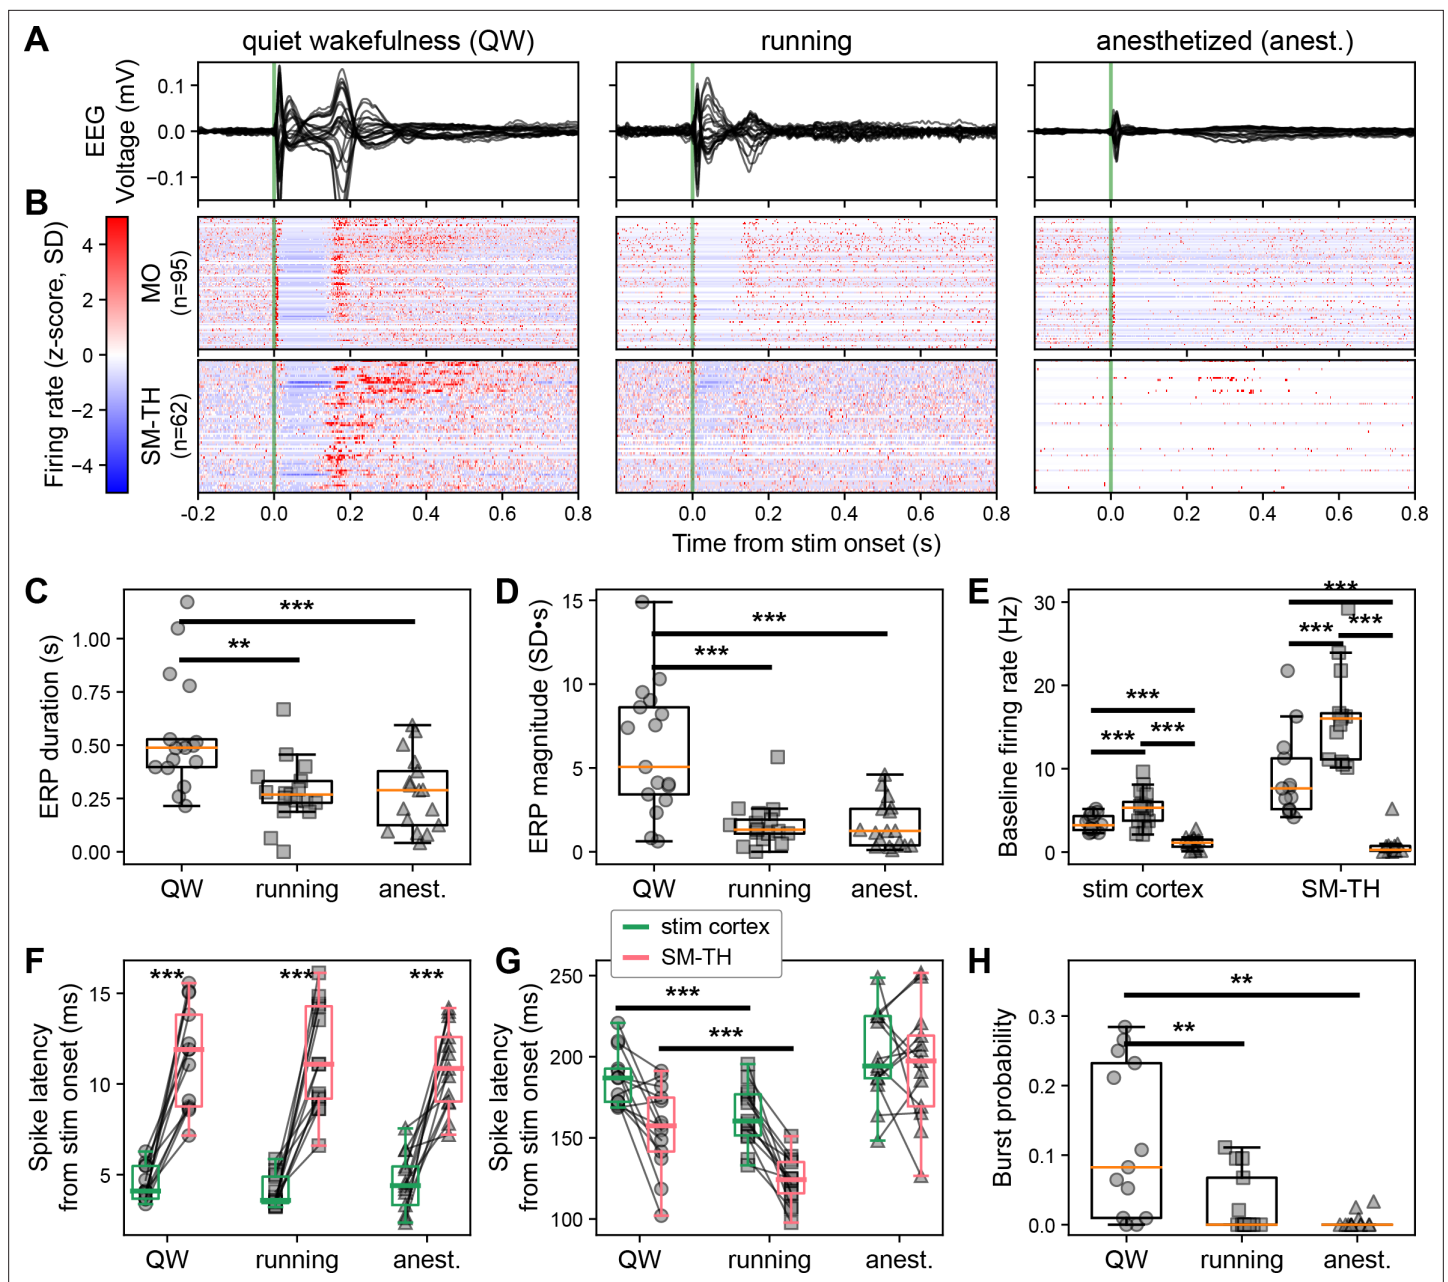 A
quiet wakefulness (QW)
running
anesthetized (anest.)
EEG
Voltage (mV)
0.1
0.0
−0.1
B
Firing rate (z-score, SD)
4
2
0
−2
−4
MO
(n=95)
SM-TH
(n=62)
-0.2 0.0 0.2 0.4 0.6 0.8
0.0 0.2 0.4 0.6 0.8
0.0 0.2 0.4 0.6 0.8
Time from stim onset (s)
C
ERP duration (s)
1.00
0.75
0.50
0.25
0.00
***
**
QW running anest.
D
ERP magnitude (SD•s)
15
10
5
0
***
***
QW running anest.
E
Baseline firing rate (Hz)
30
20
10
0
***
***
***
***
***
***
stim cortex SM-TH
F
Spike latency
from stim onset (ms)
15
10
5
*** *** ***
QW running anest.
G
stim cortex
SM-TH
Spike latency
from stim onset (ms)
250
200
150
100
***
***
QW running anest.
H
Burst probability
0.3
0.2
0.1
0.0
**
**
QW running anest.